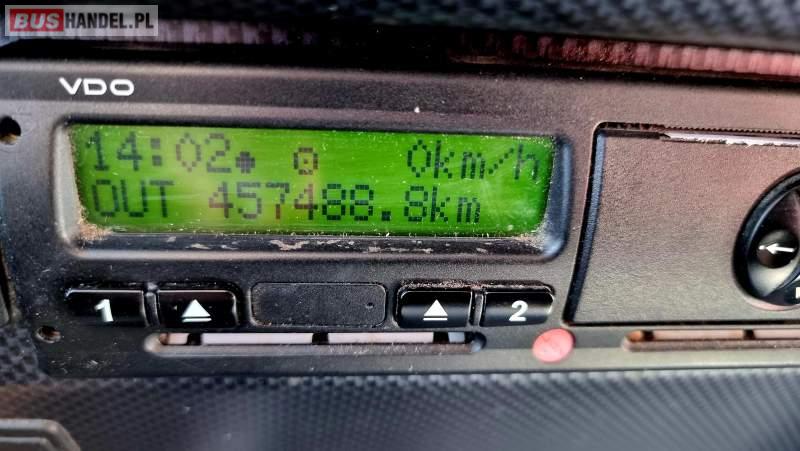 BUSHANDEL.PL
VDO
14:02 0km/h
OUT 457488.8km
1 2